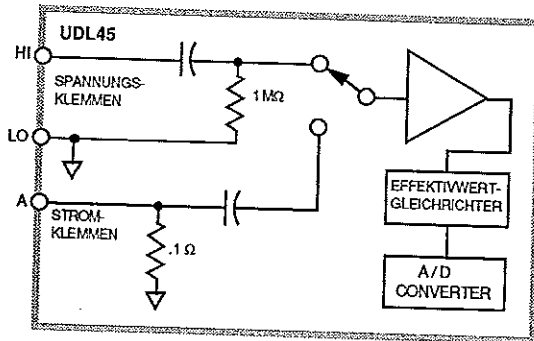 UDL45
HI
SPANNUNGS-
KLEMMEN
1 MΩ
LO
A
STROM-
KLEMMEN
.1 Ω
EFFEKTIVWERT-
GLEICHRICHTER
A/D
CONVERTER